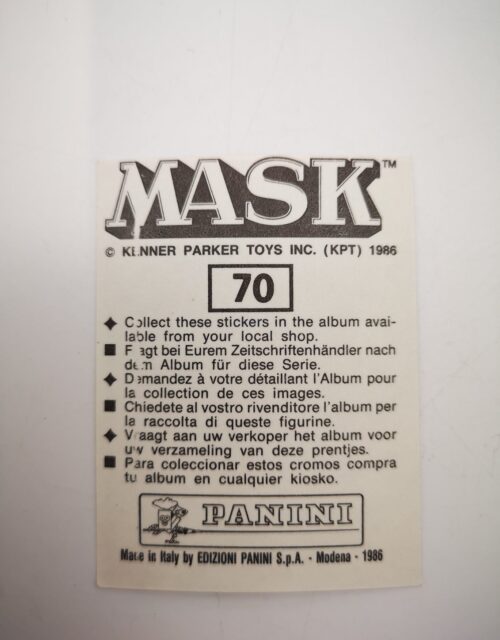 MASK™
© KENNER PARKER TOYS INC. (KPT) 1986
70
◆ Collect these stickers in the album avai-
lable from your local shop.
■ Fragt bei Eurem Zeitschriftenhändler nach
dem Album für diese Serie.
◆ Demandez à votre détaillant l'Album pour
la collection de ces images.
■ Chiedete al vostro rivenditore l'album per
la raccolta di queste figurine.
◆ Vraagt aan uw verkoper het album voor
uw verzameling van deze prentjes.
■ Para coleccionar estos cromos compra
tu album en cualquier kiosko.
PANINI
Made in Italy by EDIZIONI PANINI S.p.A. - Modena - 1986